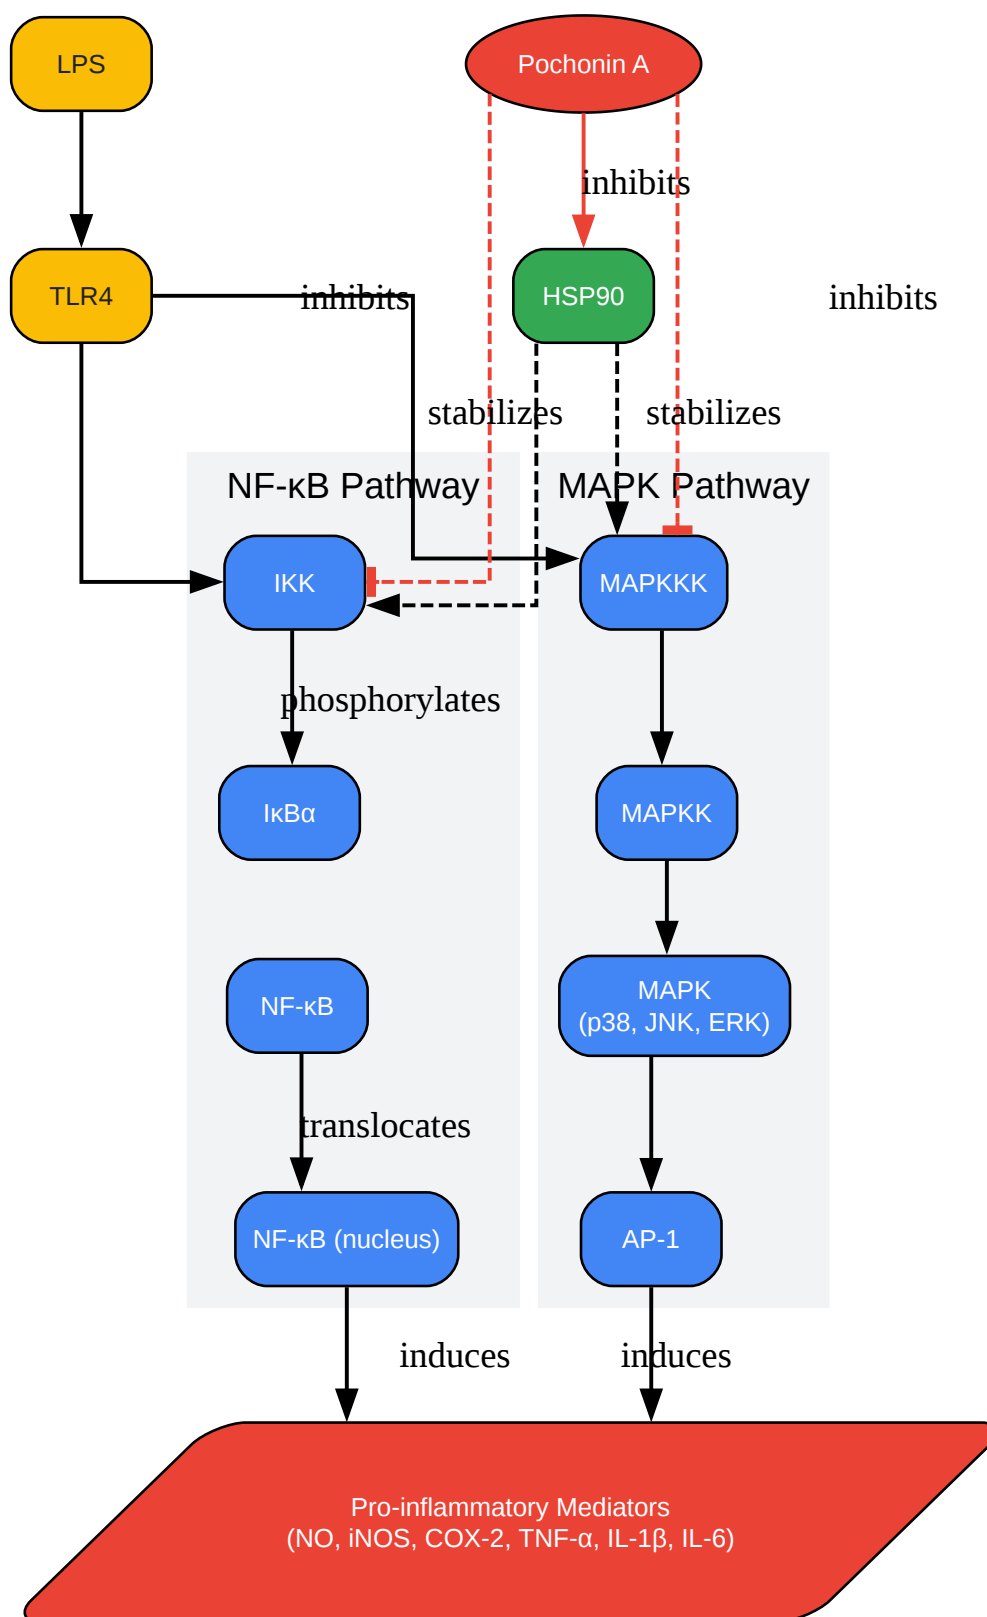 LPS
Pochonin A
inhibits
TLR4
inhibits
HSP90
inhibits
stabilizes
stabilizes
NF-κB Pathway
MAPK Pathway
IKK
MAPKKK
phosphorylates
IκBα
MAPKK
NF-κB
MAPK
(p38, JNK, ERK)
translocates
NF-κB (nucleus)
AP-1
induces
induces
Pro-inflammatory Mediators
(NO, iNOS, COX-2, TNF-α, IL-1β, IL-6)